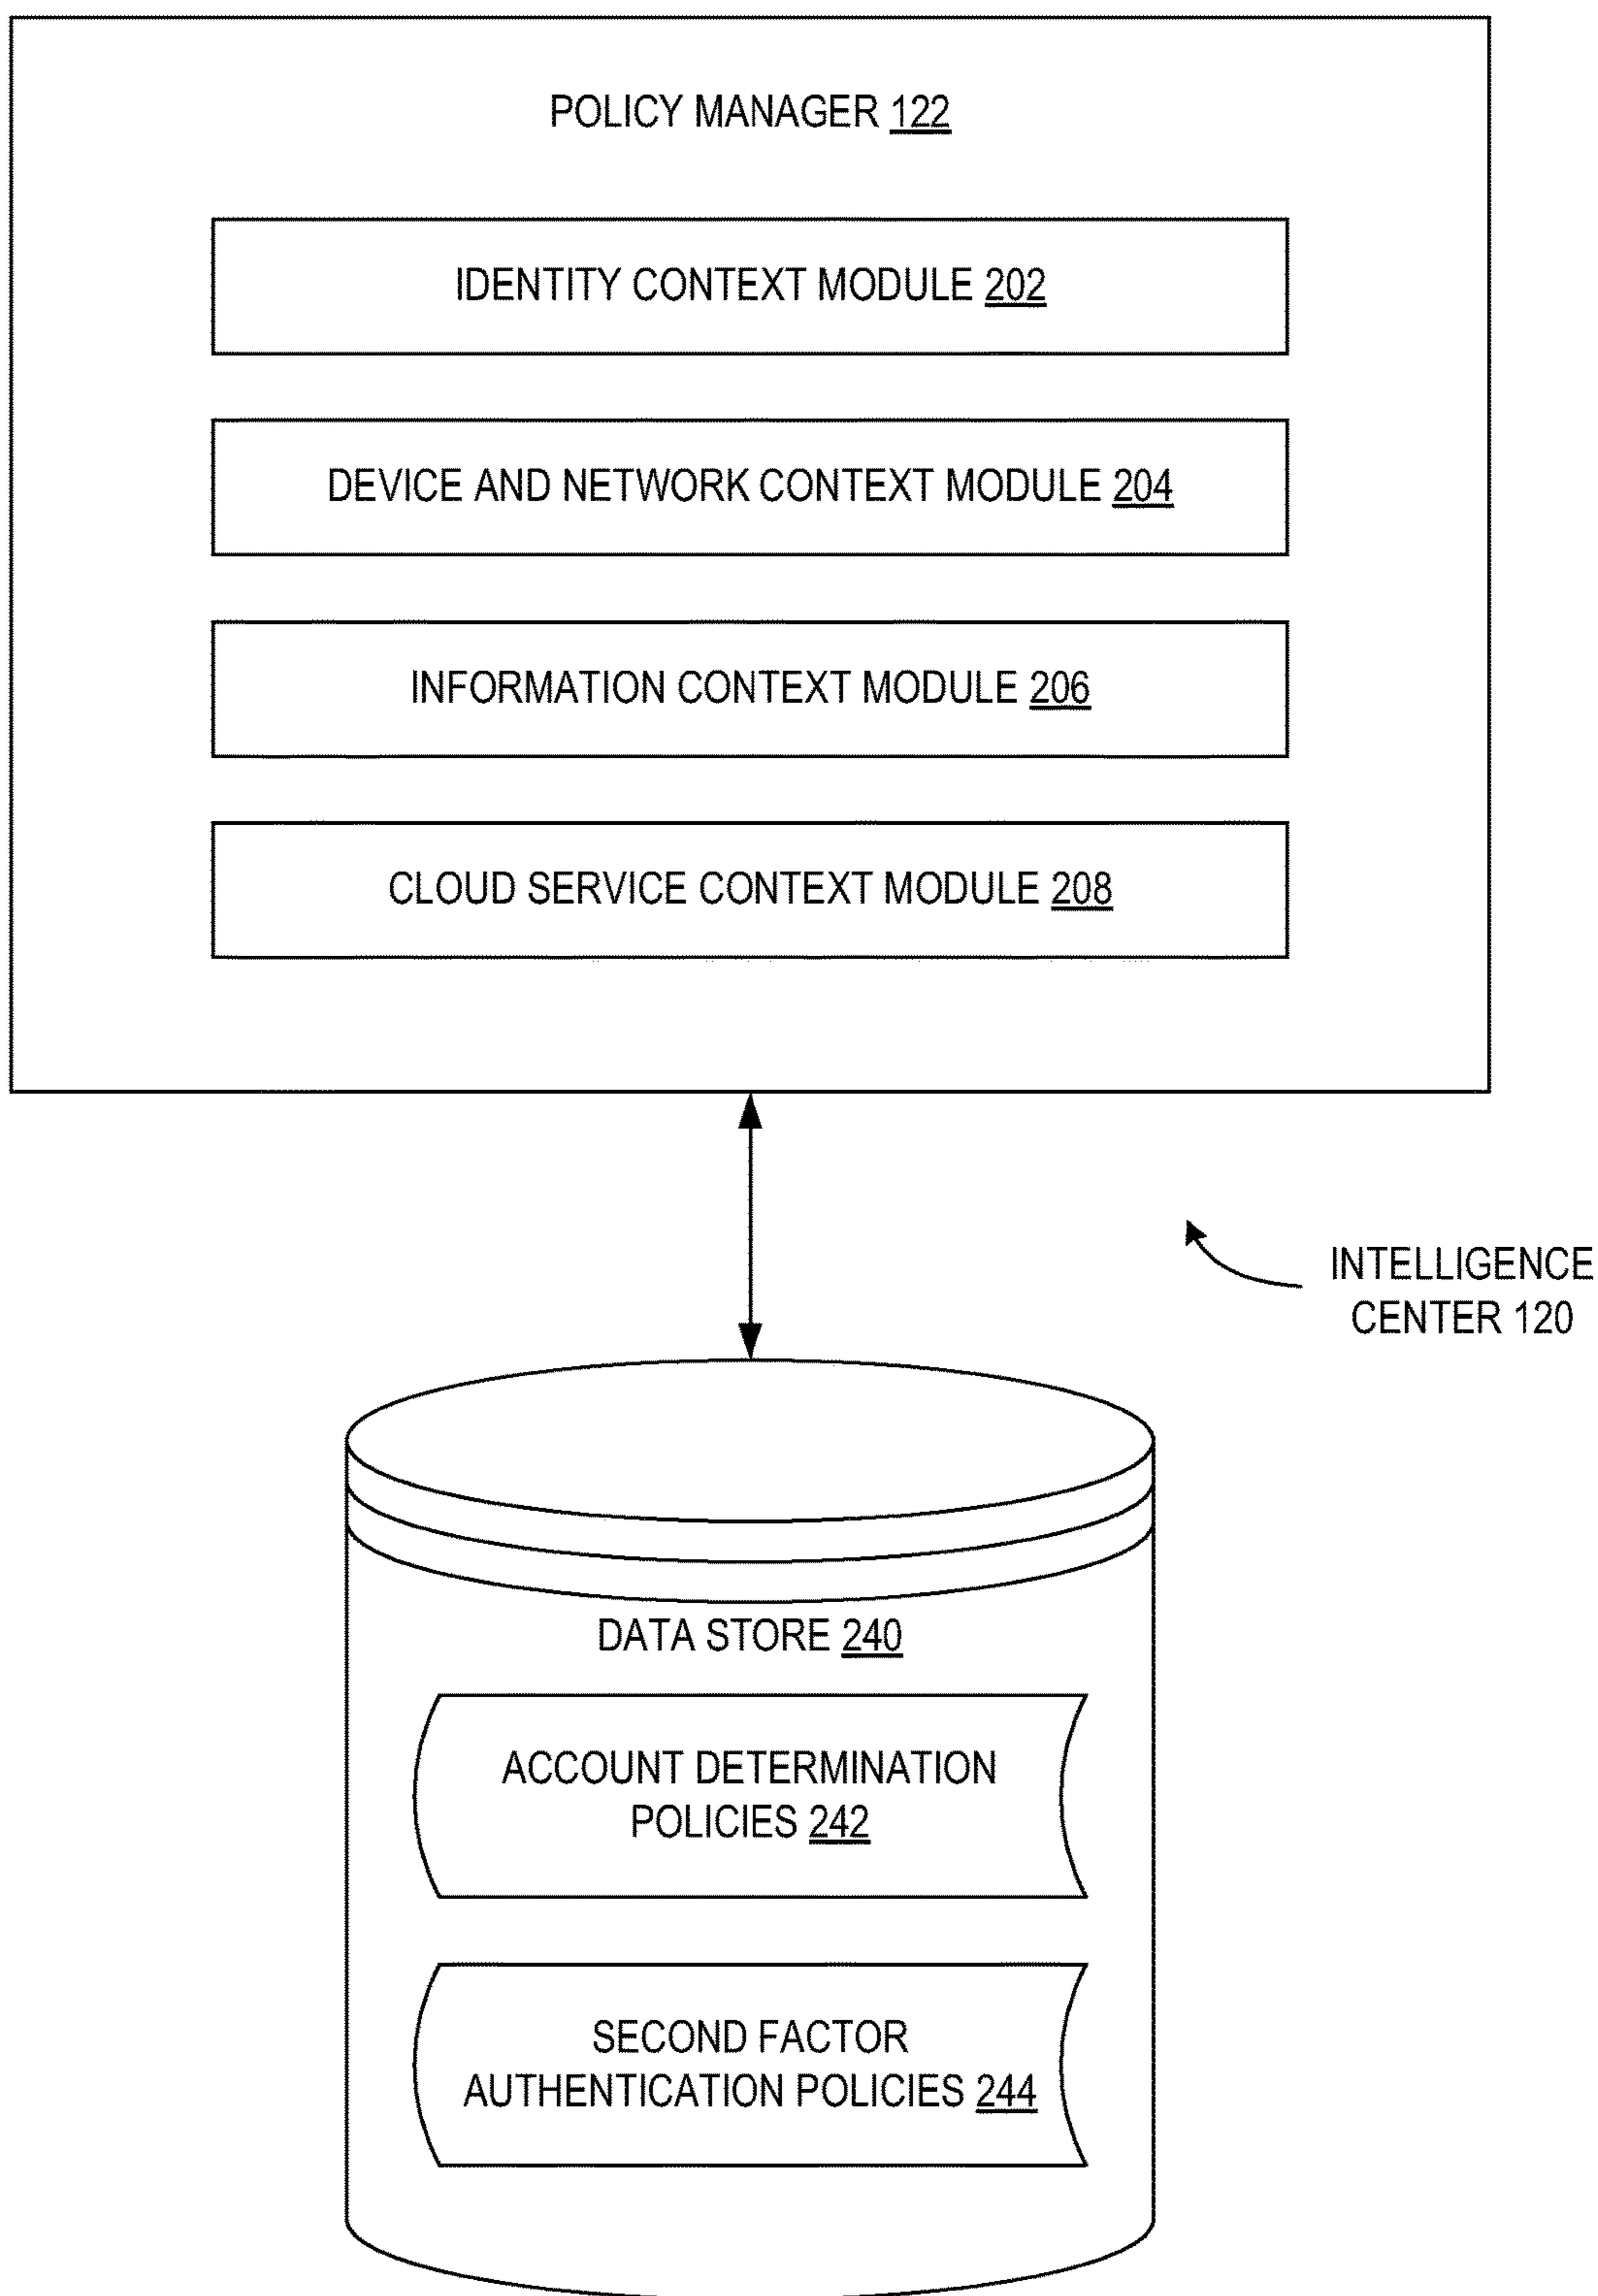 POLICY MANAGER 122
IDENTITY CONTEXT MODULE 202
DEVICE AND NETWORK CONTEXT MODULE 204
INFORMATION CONTEXT MODULE 206
CLOUD SERVICE CONTEXT MODULE 208
INTELLIGENCE
CENTER 120
DATA STORE 240
ACCOUNT DETERMINATION
POLICIES 242
SECOND FACTOR
AUTHENTICATION POLICIES 244